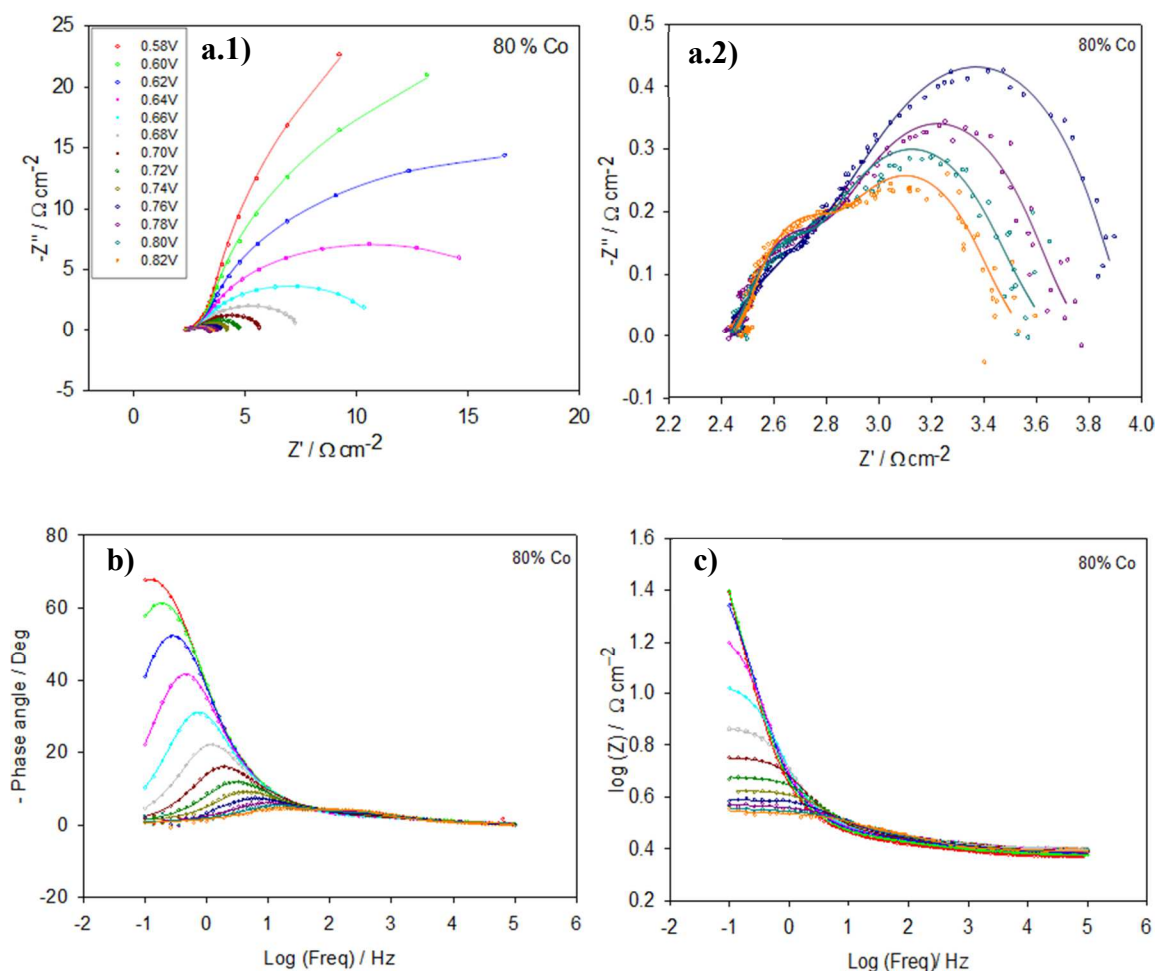 a.1)
80 % Co
0.58V
0.60V
0.62V
0.64V
0.66V
0.68V
0.70V
0.72V
0.74V
0.76V
0.78V
0.80V
0.82V
25
20
15
10
5
0
-5
-Z'' / Ω cm-2
0 5 10 15 20
Z' / Ω cm-2
a.2)
80% Co
0.5
0.4
0.3
0.2
0.1
0.0
-0.1
-Z'' / Ω cm-2
2.2 2.4 2.6 2.8 3.0 3.2 3.4 3.6 3.8 4.0
Z' / Ω cm-2
b)
80% Co
80
60
40
20
0
-20
- Phase angle / Deg
-2 -1 0 1 2 3 4 5 6
Log (Freq) / Hz
c)
80% Co
1.6
1.4
1.2
1.0
0.8
0.6
0.4
0.2
log (Z) / Ω cm-2
-2 -1 0 1 2 3 4 5 6
Log (Freq)/ Hz